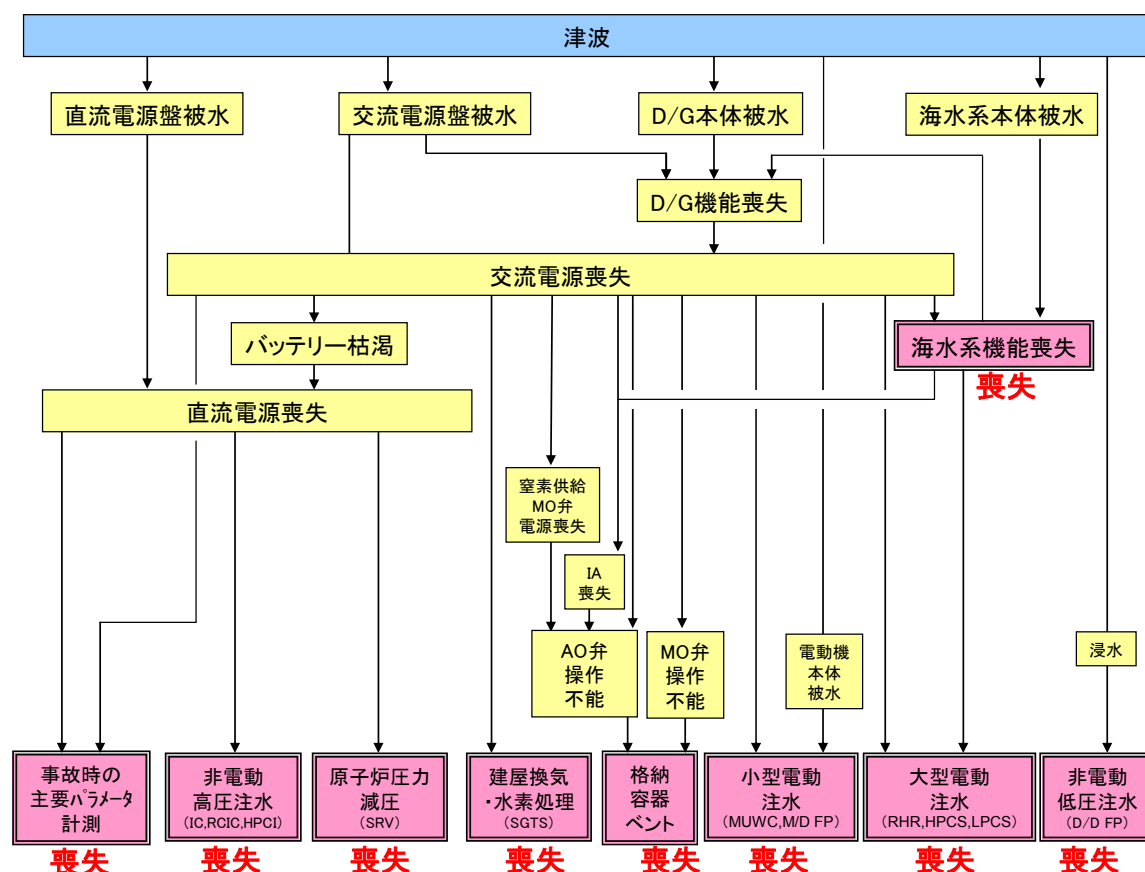 津波
直流電源盤被水
交流電源盤被水
D/G本体被水
海水系本体被水
D/G機能喪失
交流電源喪失
バッテリー枯渇
海水系機能喪失
喪失
直流電源喪失
窒素供給
MO弁
電源喪失
IA
喪失
AO弁
操作
不能
MO弁
操作
不能
電動機
本体
被水
浸水
事故時の
主要パラメータ
計測
喪失
非電動
高圧注水
(IC,RCIC,HPCI)
喪失
原子炉圧力
減圧
(SRV)
喪失
建屋換気
・水素処理
(SGTS)
喪失
格納
容器
ベント
喪失
小型電動
注水
(MUWC,M/D FP)
喪失
大型電動
注水
(RHR,HPCS,LPCS)
喪失
非電動
低圧注水
(D/D FP)
喪失